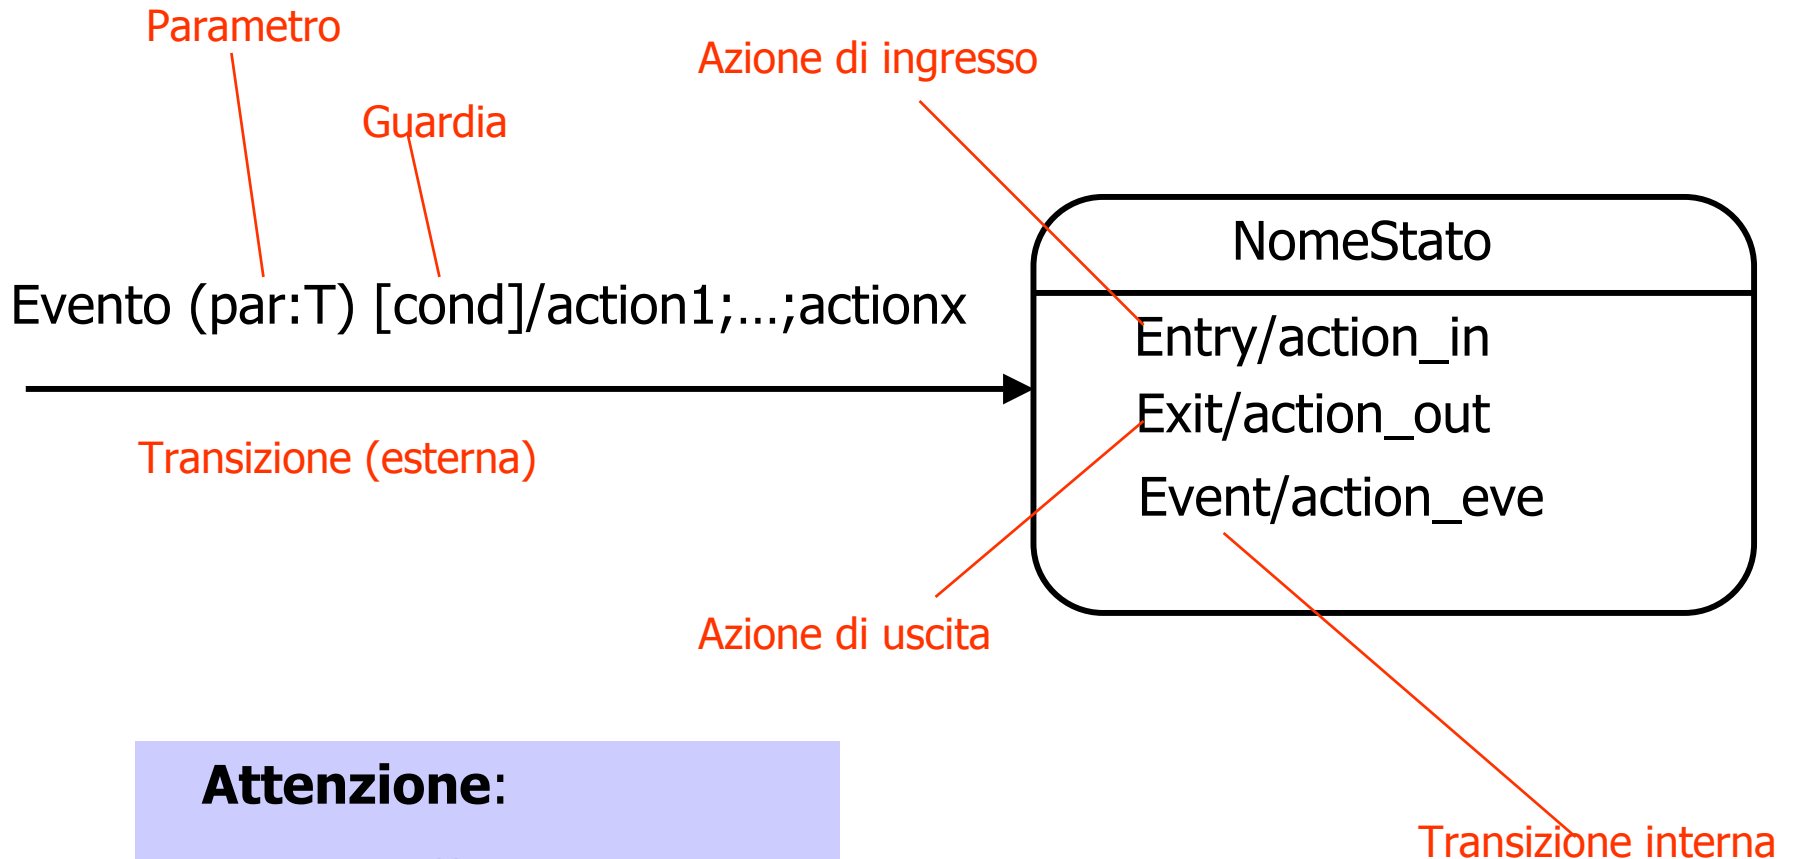 Parametro
Azione di ingresso
Guardia
NomeStato
Evento (par:T) [cond]/action1;...;actionx
Entry/action_in
Exit/action_out
Transizione (esterna)
Event/action_eve
Azione di uscita
Attenzione:
Transizione interna